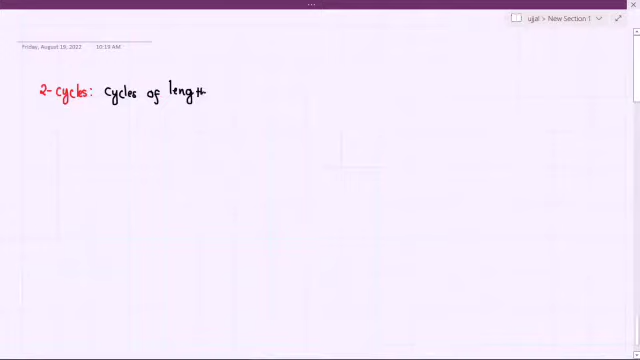 ujjal > New Section 1
Friday, August 19, 2022 10:19 AM
2-cycles: cycles of length